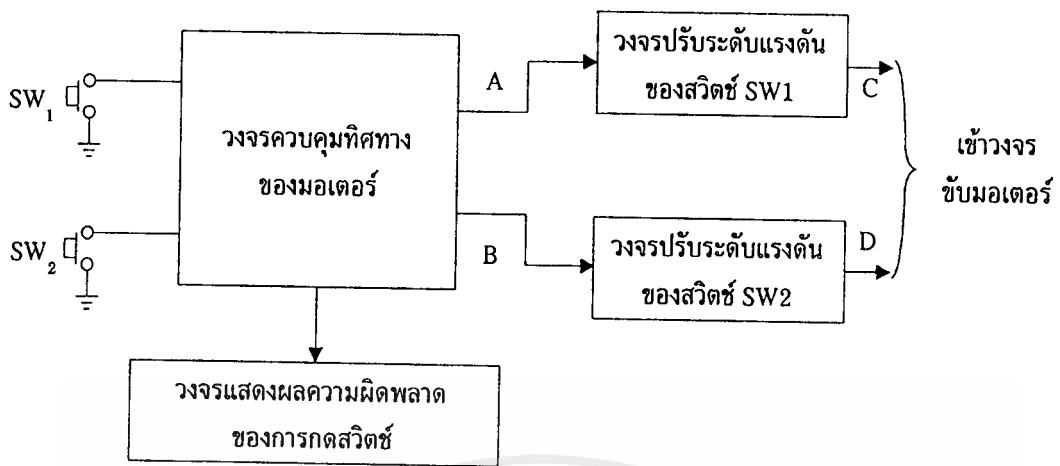 วงจรปรับระดับแรงดัน
ของสวิตช์ SW1
A
C
SW1
วงจรควบคุมทิศทาง
ของมอเตอร์
เข้าวงจร
ขับมอเตอร์
SW2
B
วงจรปรับระดับแรงดัน
ของสวิตช์ SW2
D
วงจรแสดงผลความผิดพลาด
ของการกดสวิตช์